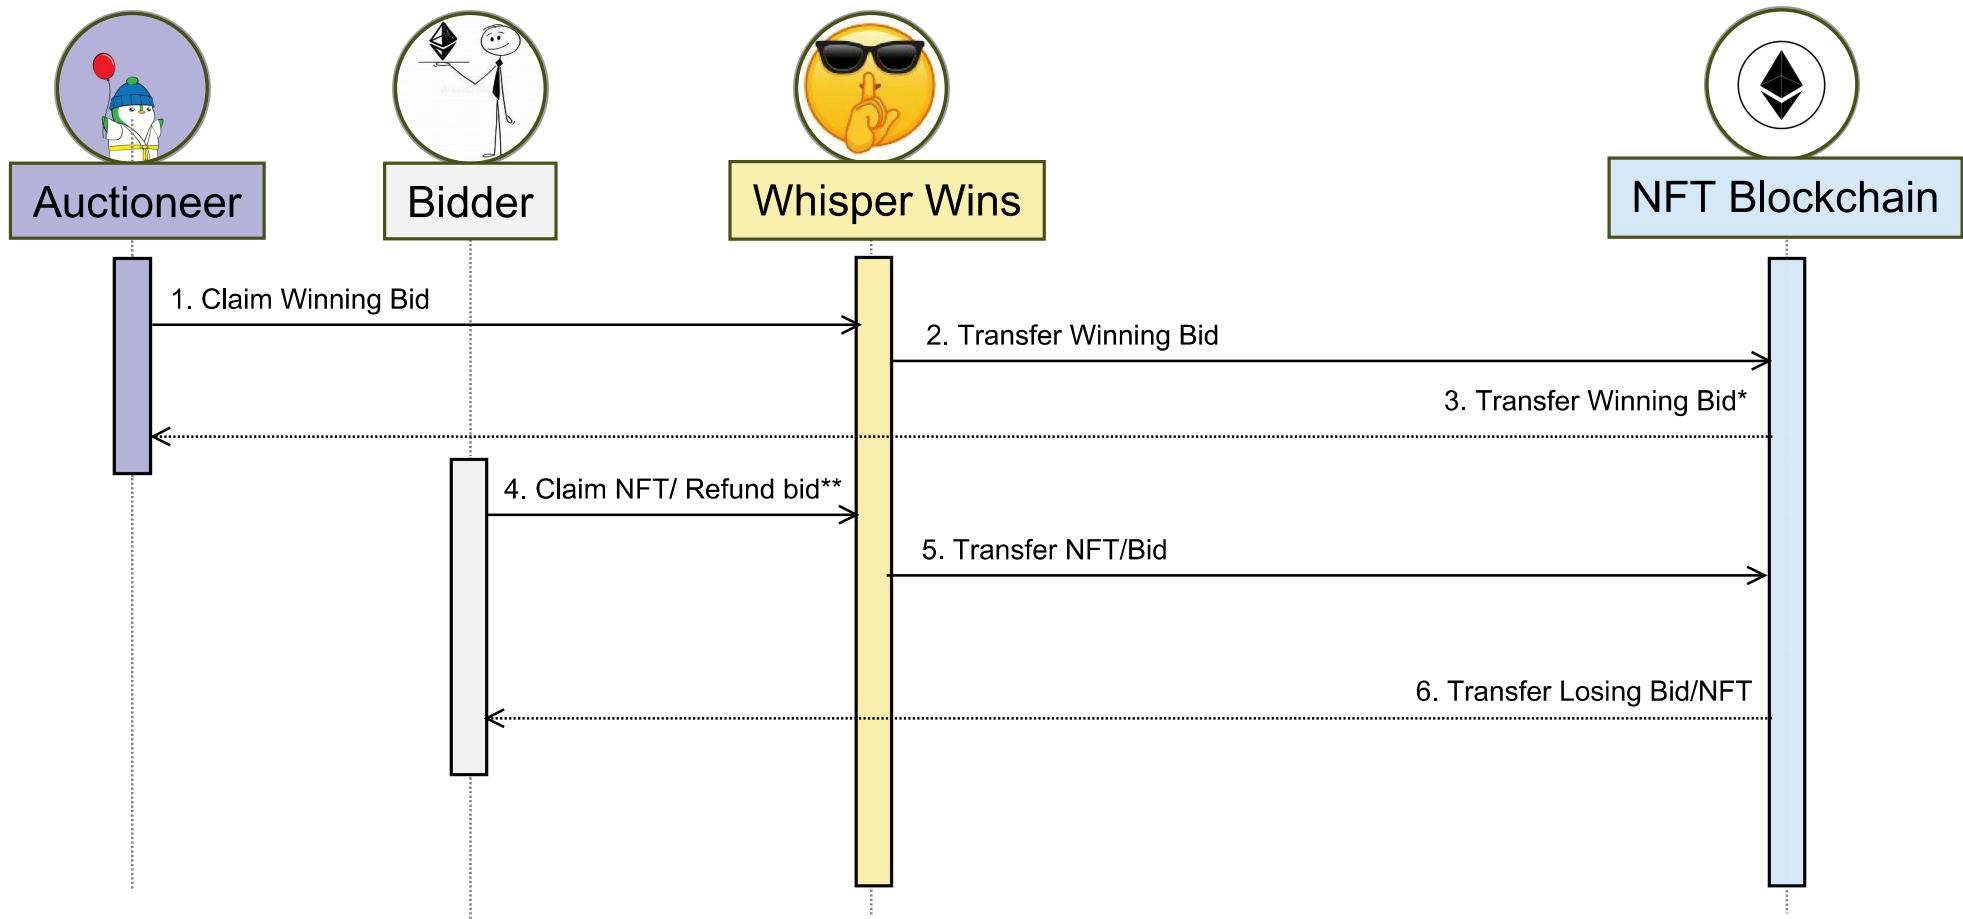 Auctioneer
Bidder
Whisper Wins
NFT Blockchain
1. Claim Winning Bid
2. Transfer Winning Bid
3. Transfer Winning Bid*
4. Claim NFT/ Refund bid**
5. Transfer NFT/Bid
6. Transfer Losing Bid/NFT